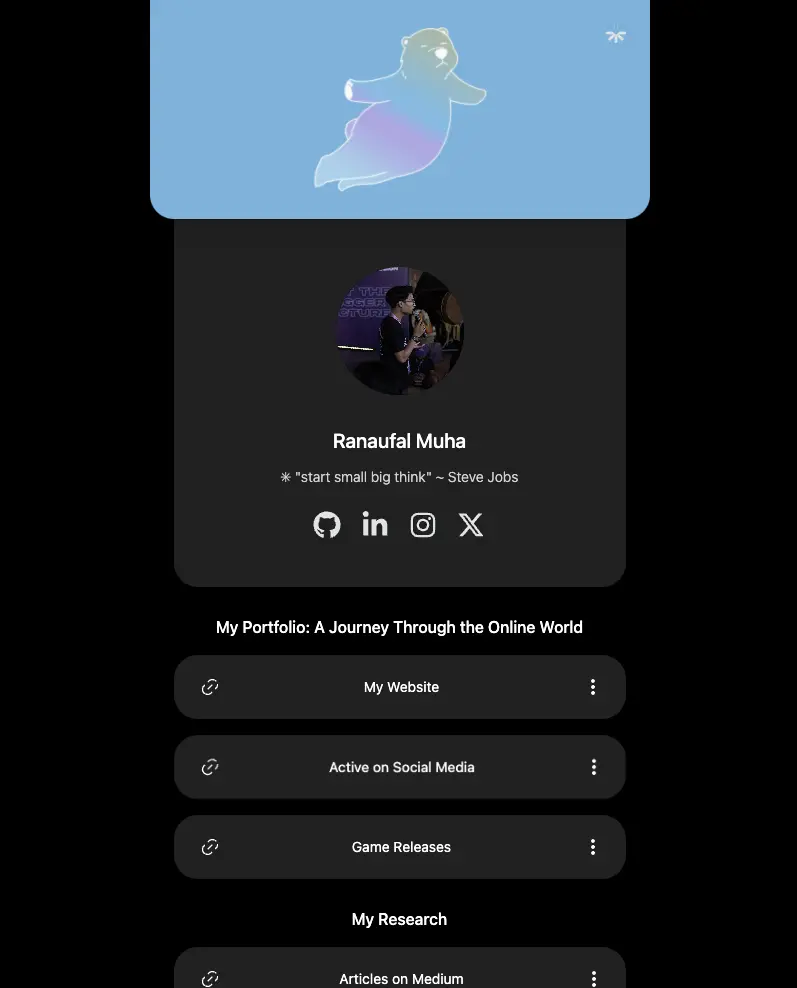 Ranaufal Muha
✳ "start small big think" ~ Steve Jobs
My Portfolio: A Journey Through the Online World
My Website
Active on Social Media
Game Releases
My Research
Articles on Medium